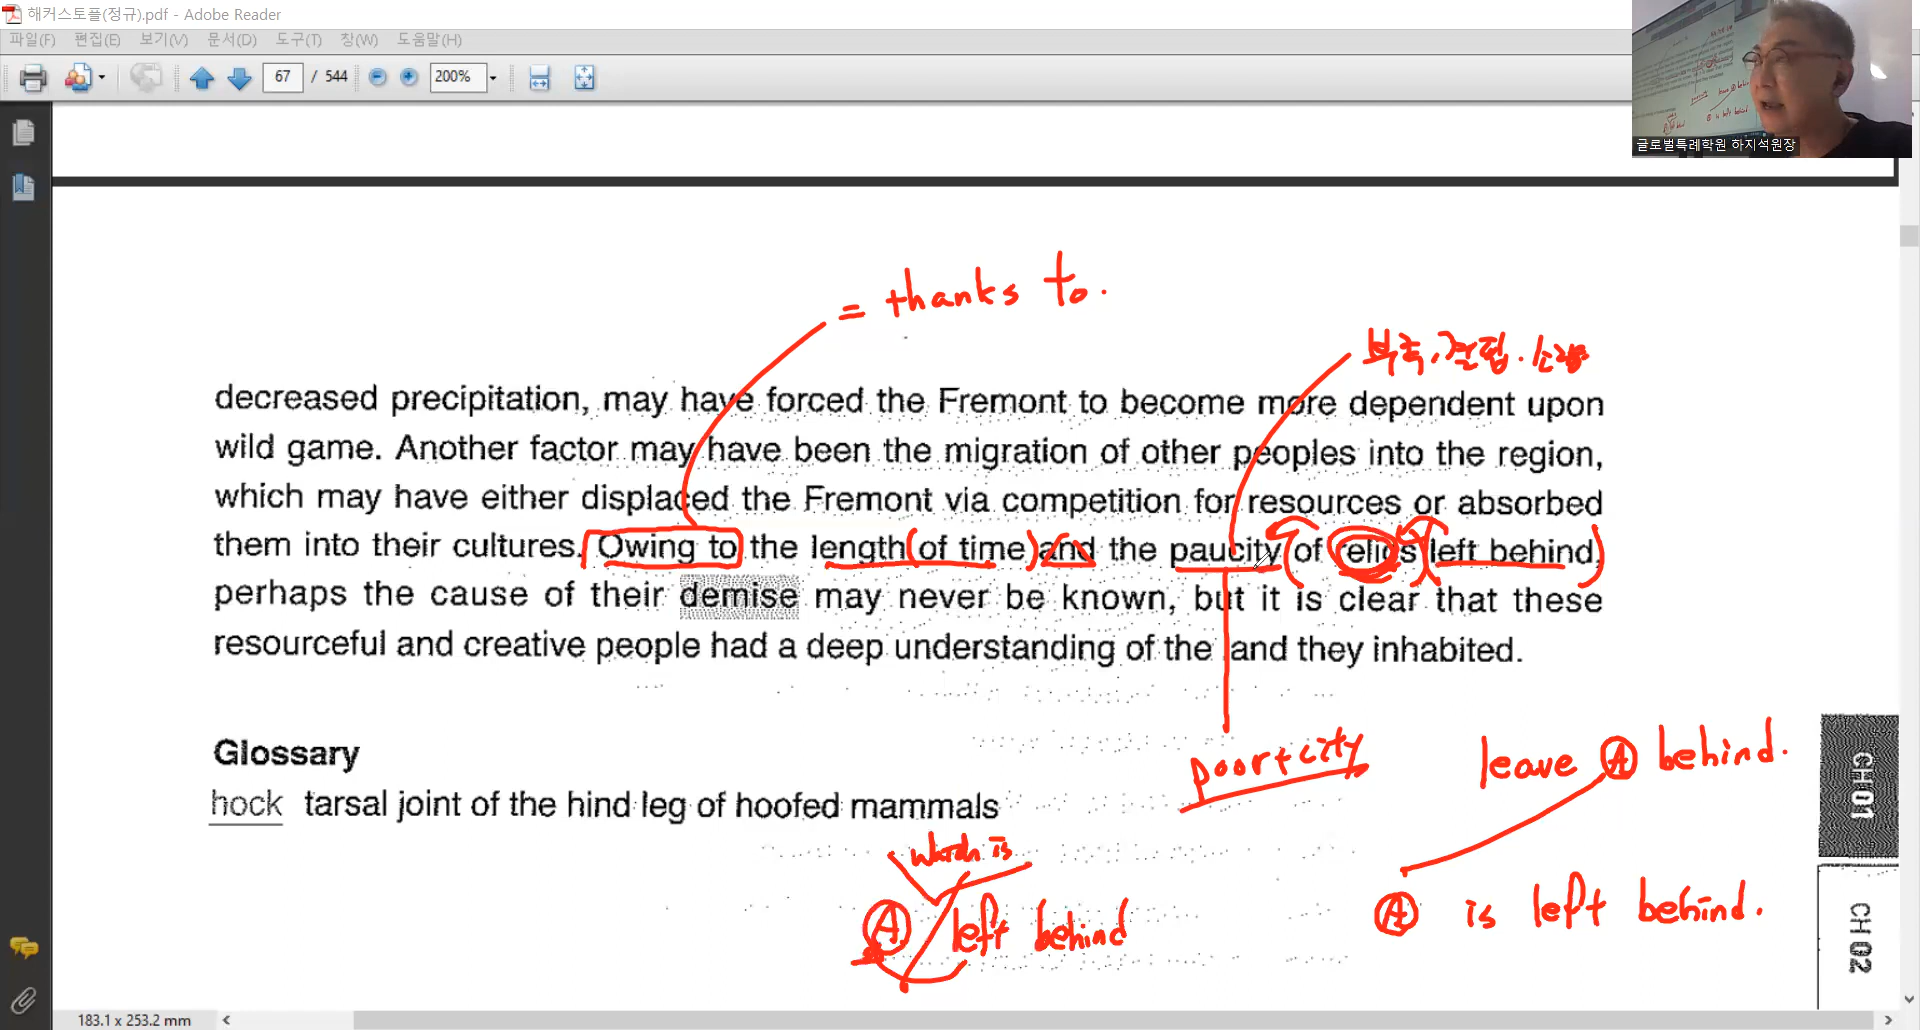 해커스토플(정규).pdf - Adobe Reader
파일(F) 편집(E) 보기(V) 문서(D) 도구(T) 창(W) 도움말(H)
67 / 544 200%
글로벌특례학원 하지석원장
= thanks to.
부족, 결핍. 소량
decreased precipitation, may have forced the Fremont to become more dependent upon
wild game. Another factor may have been the migration of other peoples into the region,
which may have either displaced the Fremont via competition for resources or absorbed
them into their cultures. Owing to the length (of time) and the paucity (of relics (left behind,)
perhaps the cause of their demise may never be known, but it is clear that these
resourceful and creative people had a deep understanding of the land they inhabited.
poor+city
leave A behind.
Glossary
hock tarsal joint of the hind leg of hoofed mammals
which is
A left behind
A is left behind.
CH 01
CH 02
183.1 x 253.2 mm